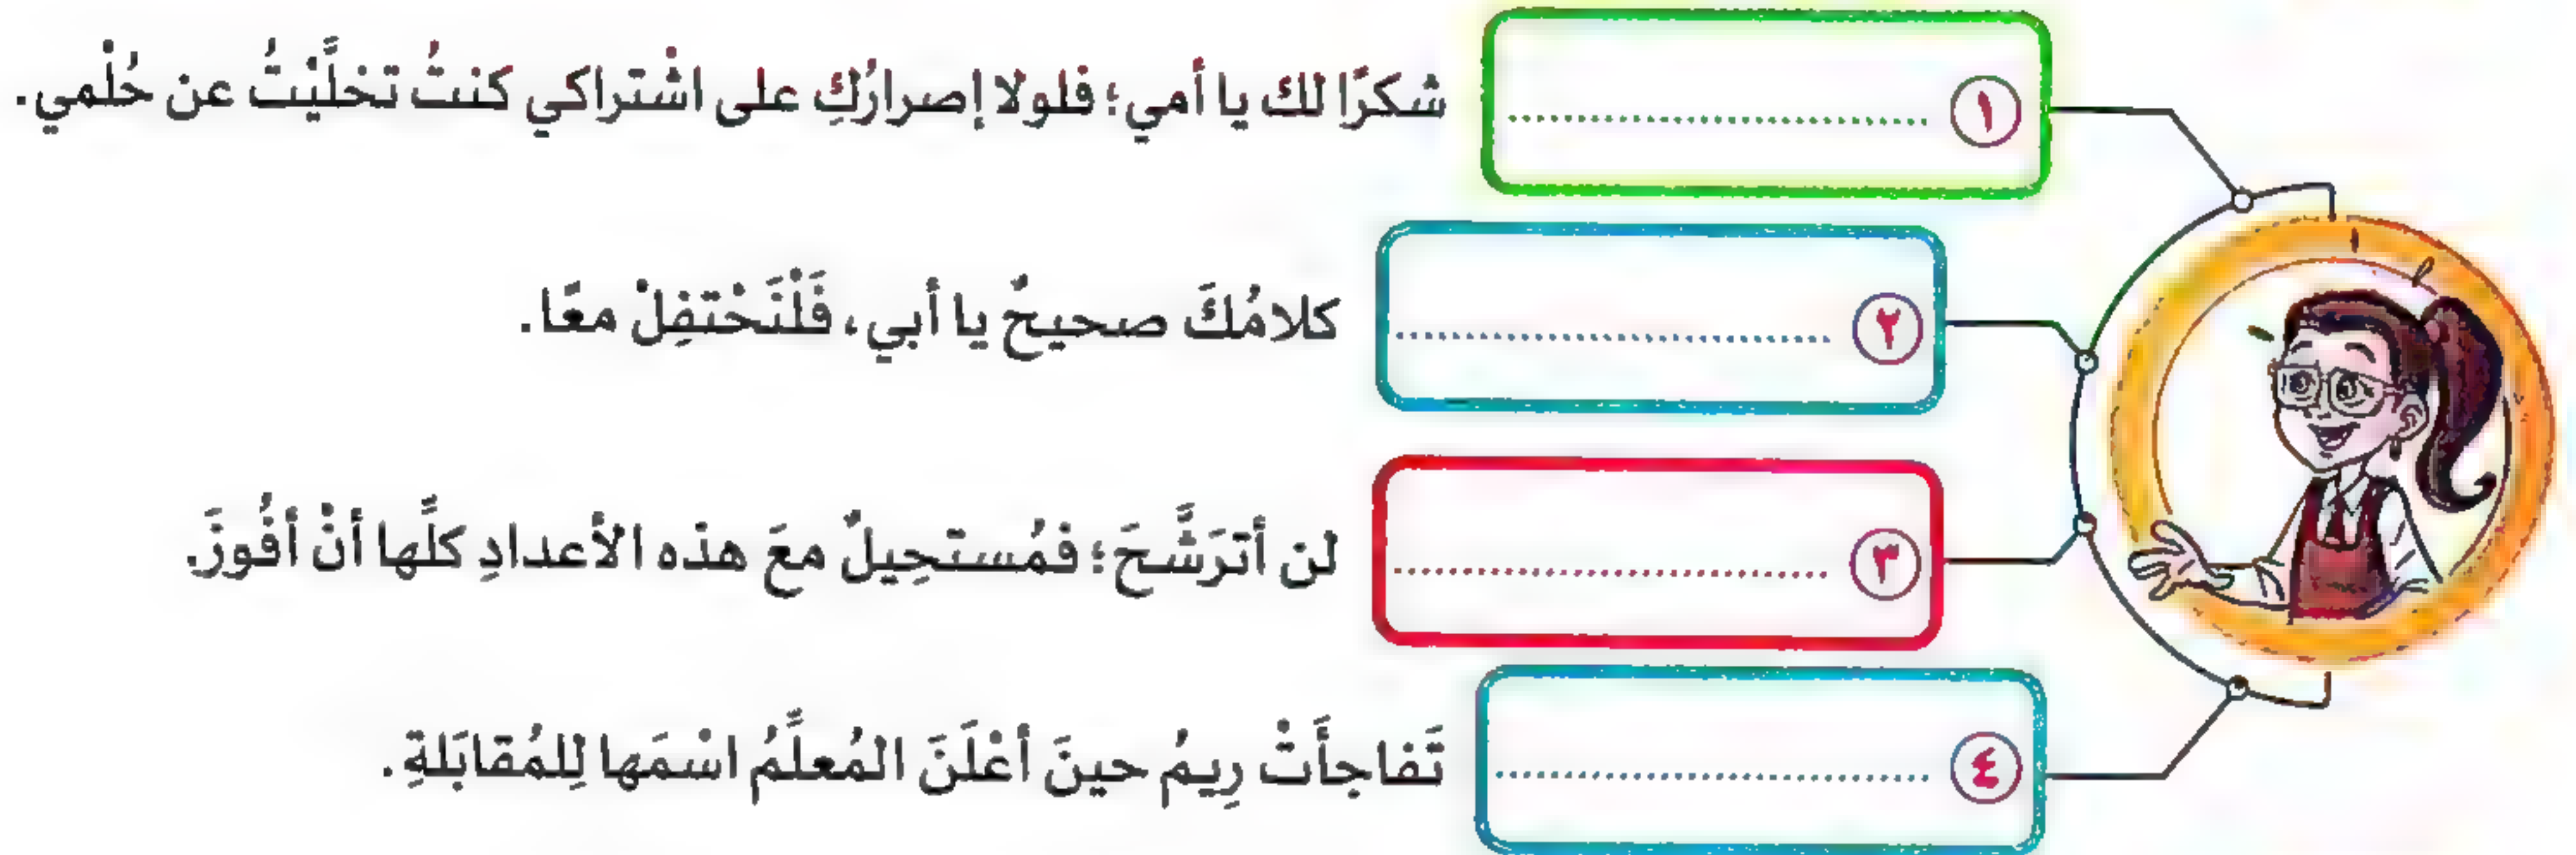 ١ .......... شكرًا لك يا أمي؛ فلولا إصرارُكِ على اشْتراكي كنتُ تخلَّيْتُ عن حُلْمي.
٢ .......... كلامُكَ صحيحٌ يا أبي، فَلْنَحْتفِلْ معًا.
٣ .......... لن أترَشَّحَ؛ فمُستحِيلٌ معَ هذه الأعدادِ كلِّها أنْ أفُوزَ.
٤ .......... تَفاجأَتْ رِيمُ حينَ أعْلَنَ المُعلِّمُ اسْمَها لِلمُقابَلةِ.